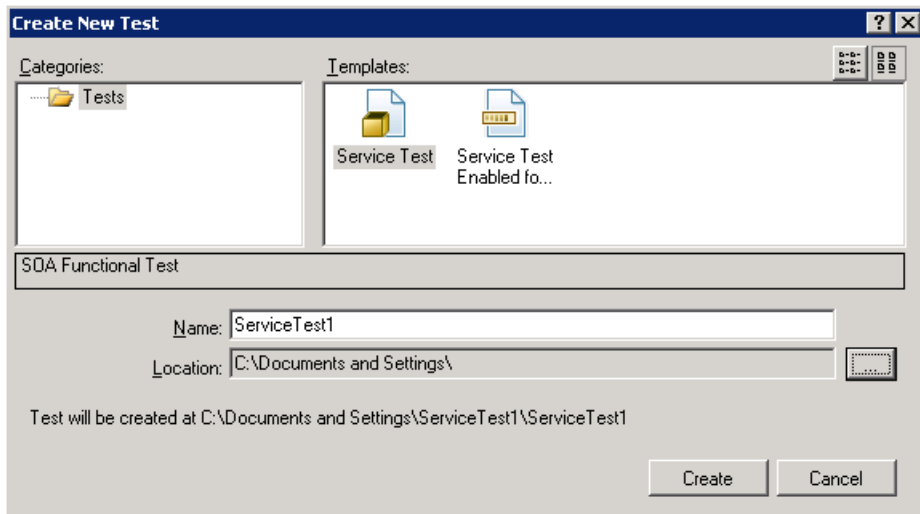 Create New Test
Categories:
Templates:
Tests
Service Test
Service Test
Enabled fo...
SOA Functional Test
Name: ServiceTest1
Location: C:\Documents and Settings\
...
Test will be created at C:\Documents and Settings\ServiceTest1\ServiceTest1
Create
Cancel